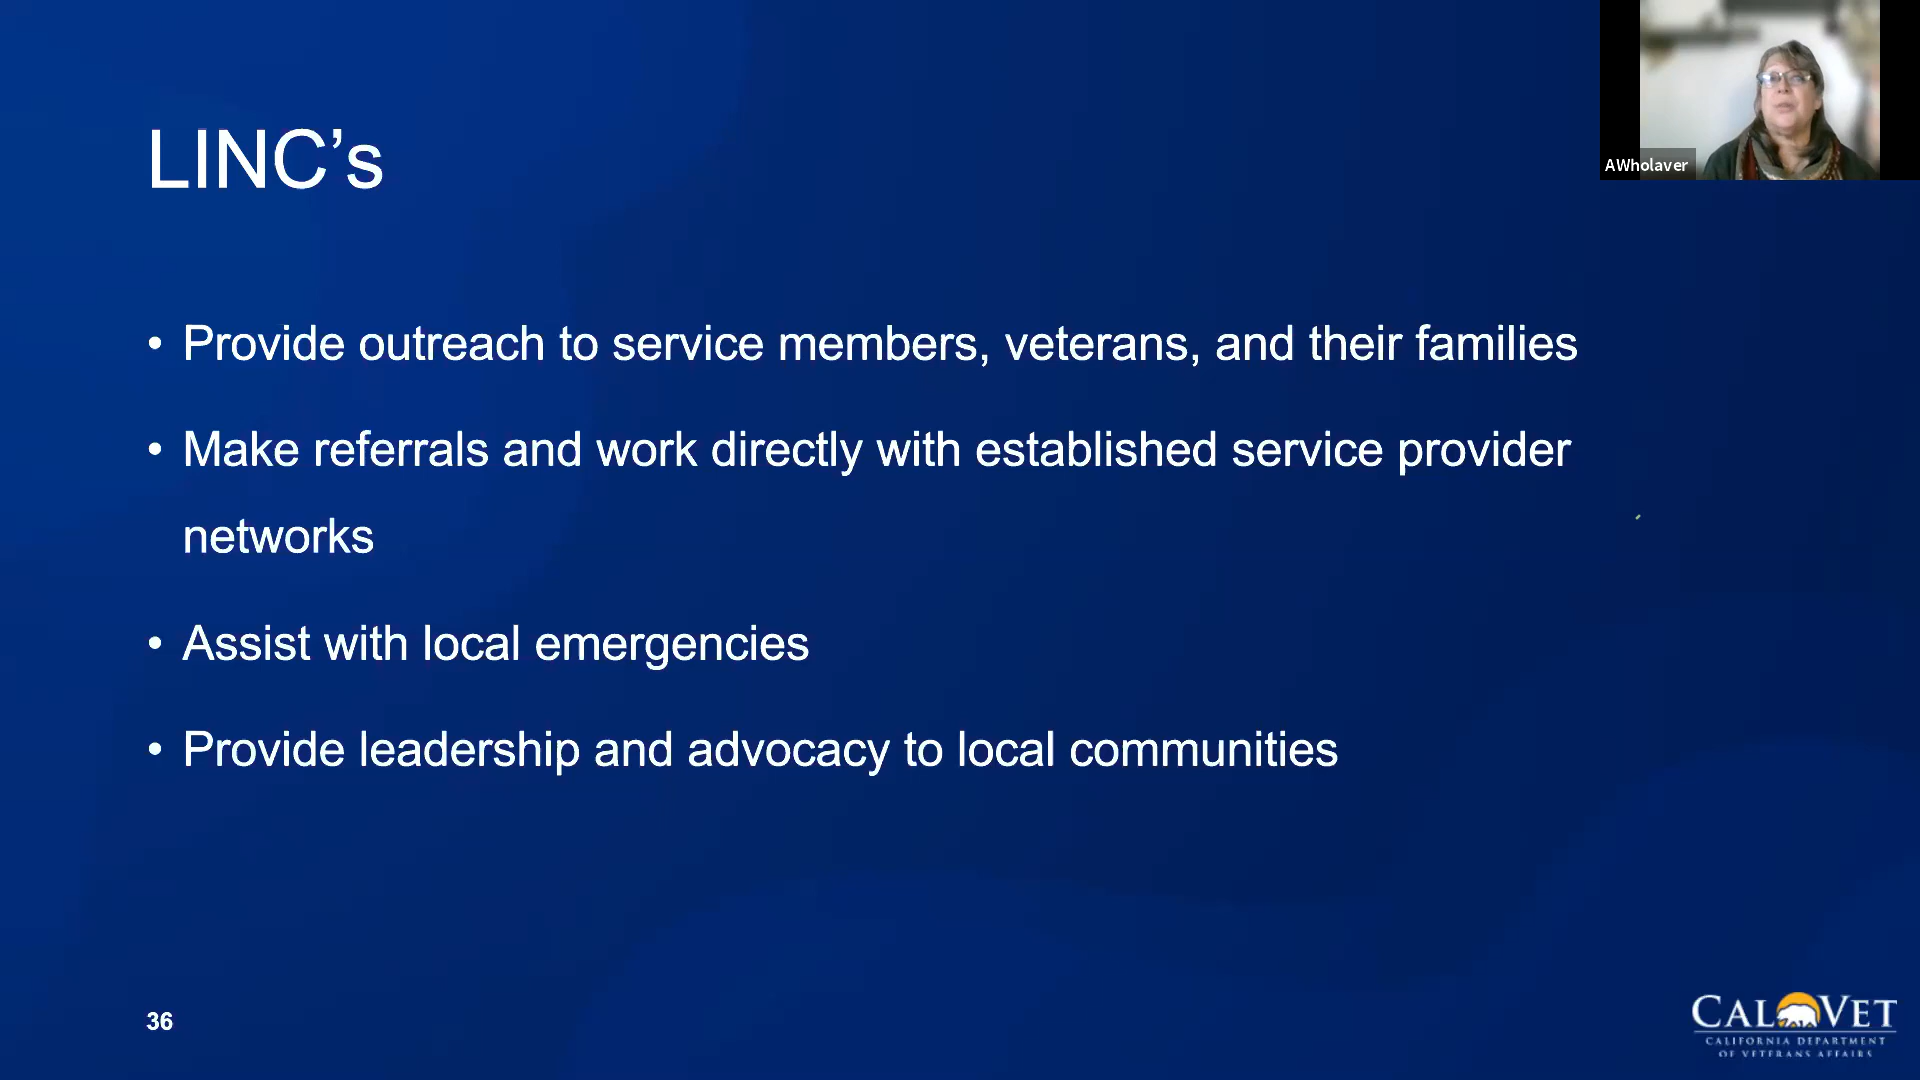 LINC’s
AWholaver
• Provide outreach to service members, veterans, and their families
• Make referrals and work directly with established service provider
networks
• Assist with local emergencies
• Provide leadership and advocacy to local communities
36
CALVET
CALIFORNIA DEPARTMENT
OF VETERANS AFFAIRS